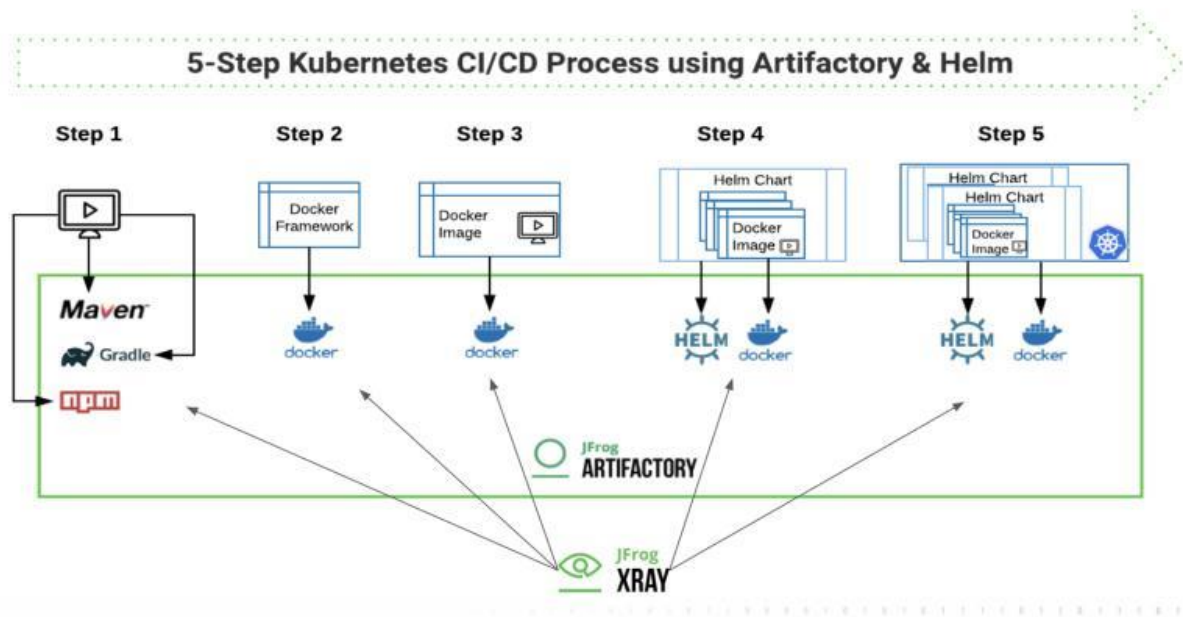 5-Step Kubernetes CI/CD Process using Artifactory & Helm
Step 1
Step 2
Step 3
Step 4
Step 5
Docker
Framework
Docker
Image
Helm Chart
Docker
Image
Helm Chart
Helm Chart
Docker
Image
Maven
Gradle
npm
docker
docker
HELM
docker
HELM
docker
JFrog
ARTIFACTORY
JFrog
XRAY